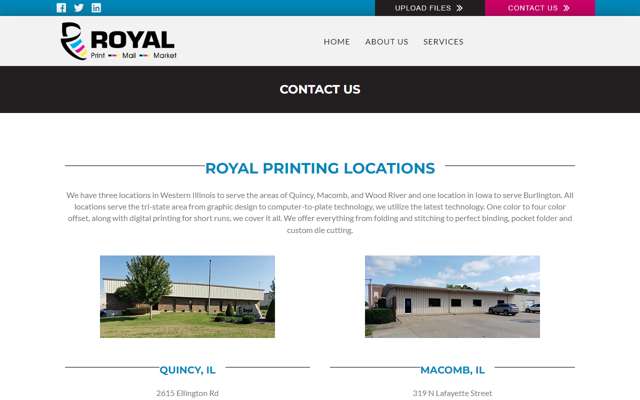 UPLOAD FILES
CONTACT US
ROYAL
Print Mail Market
HOME ABOUT US SERVICES
CONTACT US
ROYAL PRINTING LOCATIONS
We have three locations in Western Illinois to serve the areas of Quincy, Macomb, and Wood River and one location in Iowa to serve Burlington. All
locations serve the tri-state area from graphic design to computer-to-plate technology, we utilize the latest technology. One color to four color
offset, along with digital printing for short runs, we cover it all. We offer everything from folding and stitching to perfect binding, pocket folder and
custom die cutting.
Royal
QUINCY, IL
MACOMB, IL
2615 Ellington Rd
319 N Lafayette Street